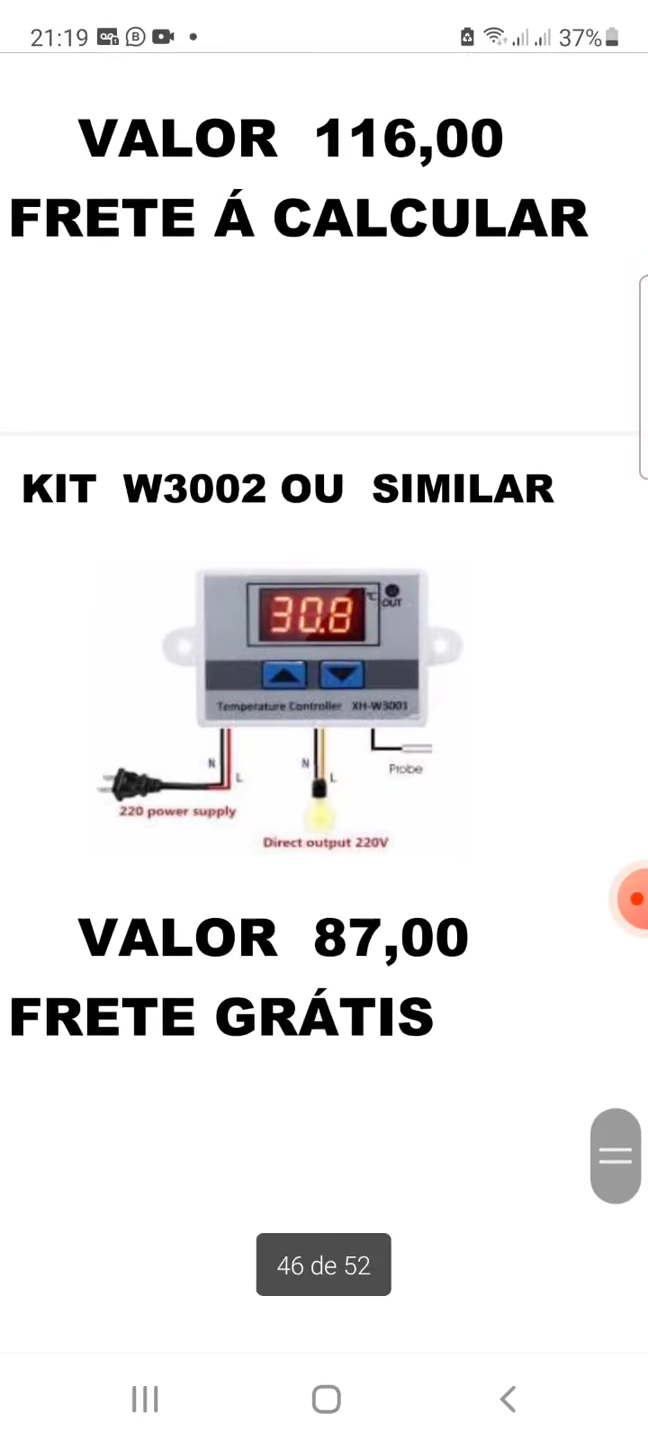 21:19
37%
VALOR 116,00
FRETE Á CALCULAR
KIT W3002 OU SIMILAR
30.8
°C
OUT
Temperature Controller XH-W3001
N
L
N
L
Probe
220 power supply
Direct output 220V
VALOR 87,00
FRETE GRÁTIS
46 de 52